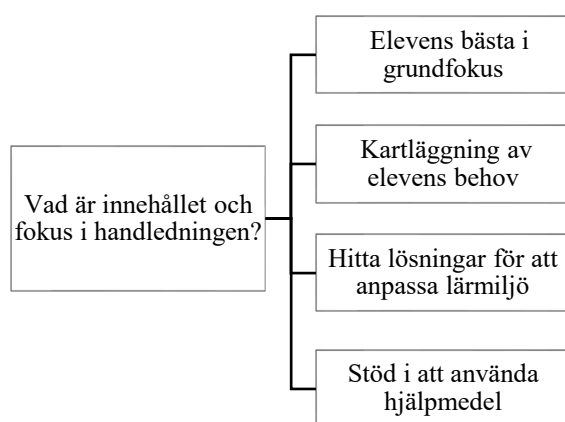 Vad är innehållet och
fokus i handledningen?
Elevens bästa i
grundfokus
Kartläggning av
elevens behov
Hitta lösningar för att
anpassa lärmiljö
Stöd i att använda
hjälpmedel